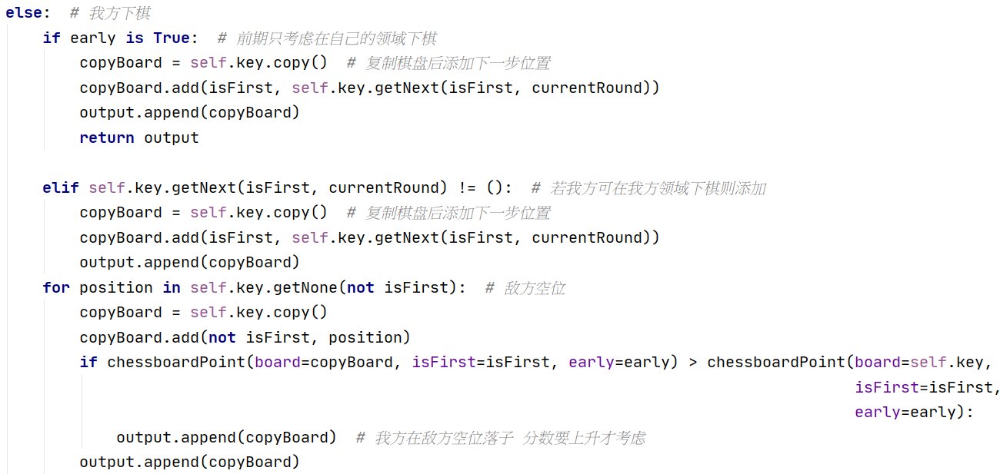 else:  # 我方下棋
    if early is True:  # 前期只考虑在自己的领域下棋
        copyBoard = self.key.copy()  # 复制棋盘后添加下一步位置
        copyBoard.add(isFirst, self.key.getNext(isFirst, currentRound))
        output.append(copyBoard)
        return output
    elif self.key.getNext(isFirst, currentRound) != ():  # 若我方可在我方领域下棋则添加
        copyBoard = self.key.copy()  # 复制棋盘后添加下一步位置
        copyBoard.add(isFirst, self.key.getNext(isFirst, currentRound))
        output.append(copyBoard)
    for position in self.key.getNone(not isFirst):  # 敌方空位
        copyBoard = self.key.copy()
        copyBoard.add(not isFirst, position)
        if chessboardPoint(board=copyBoard, isFirst=isFirst, early=early) > chessboardPoint(board=self.key,
                                                                                            isFirst=isFirst,
                                                                                            early=early):
            output.append(copyBoard)  # 我方在敌方空位落子 分数要上升才考虑
        output.append(copyBoard)